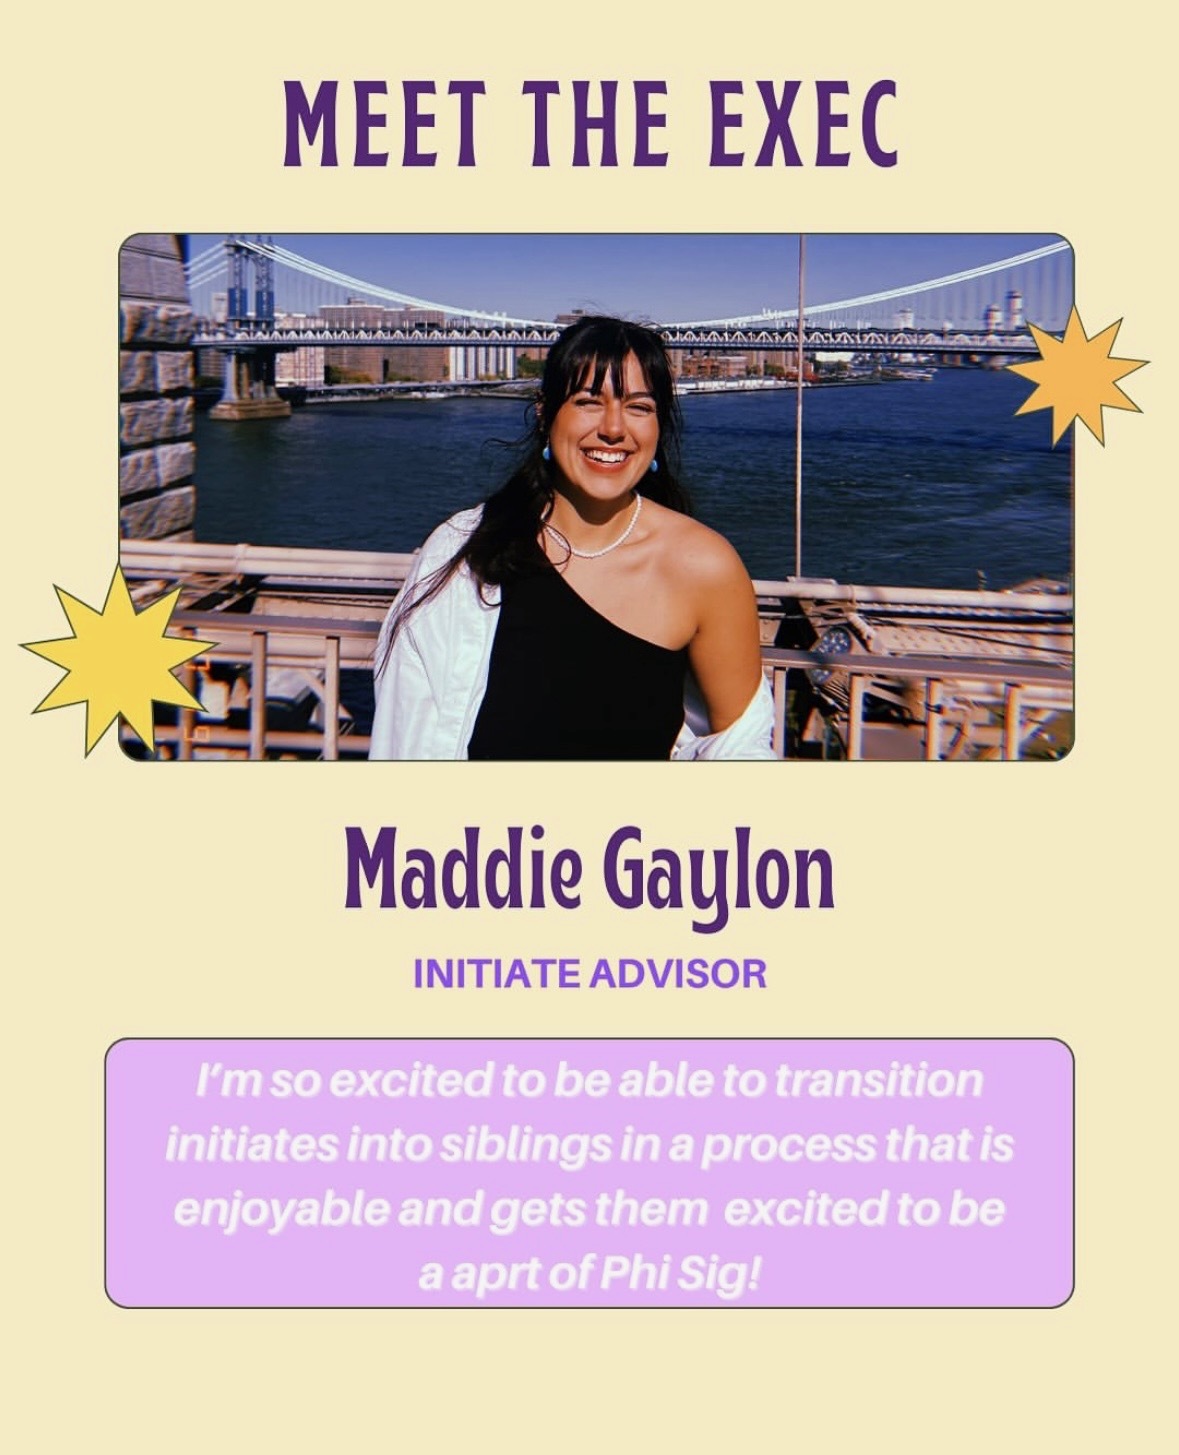 MEET THE EXEC
Maddie Gaylon
INITIATE ADVISOR
I'm so excited to be able to transition
initiates into siblings in a process that is
enjoyable and gets them excited to be
a aprt of Phi Sig!